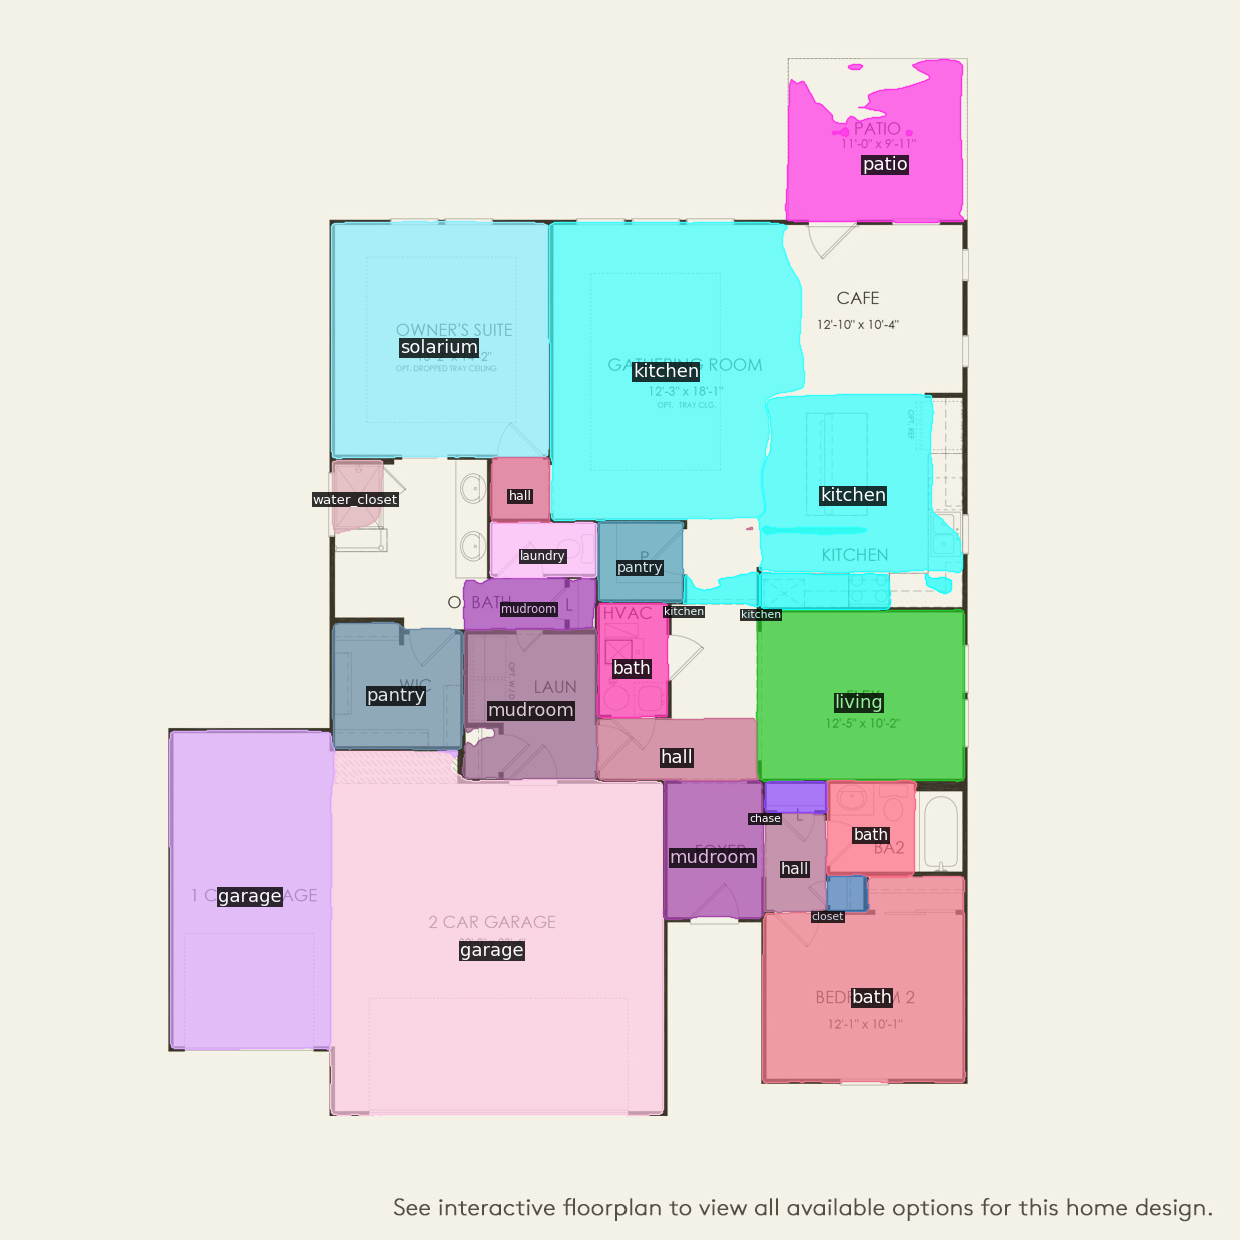 PATIO
11'-0" x 9'-11"
patio
CAFE
12'-10" x 10'-4"
OWNER'S SUITE
solarium
OPT. DROPPED TRAY CEILING
GATHERING ROOM
kitchen
12'-3" x 18'-1"
OPT. TRAY CLG.
OPT. REF
kitchen
KITCHEN
water_closet
hall
laundry
P
pantry
BATH
mudroom
L
HVAC
kitchen
kitchen
bath
WIC
pantry
OPT. W/D
LAUN
mudroom
living
12'-5" x 10'-2"
hall
chase
L
bath
BA2
FOYER
mudroom
hall
closet
garage
2 CAR GARAGE
garage
BEDROOM 2
bath
12'-1" x 10'-1"
See interactive floorplan to view all available options for this home design.